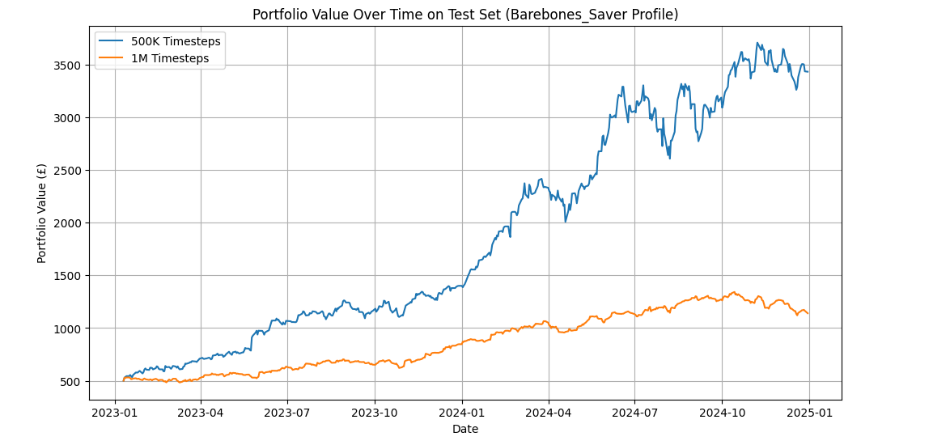 Portfolio Value Over Time on Test Set (Barebones_Saver Profile)
500K Timesteps
1M Timesteps
Portfolio Value (£)
3500
3000
2500
2000
1500
1000
500
2023-01 2023-04 2023-07 2023-10 2024-01 2024-04 2024-07 2024-10 2025-01
Date